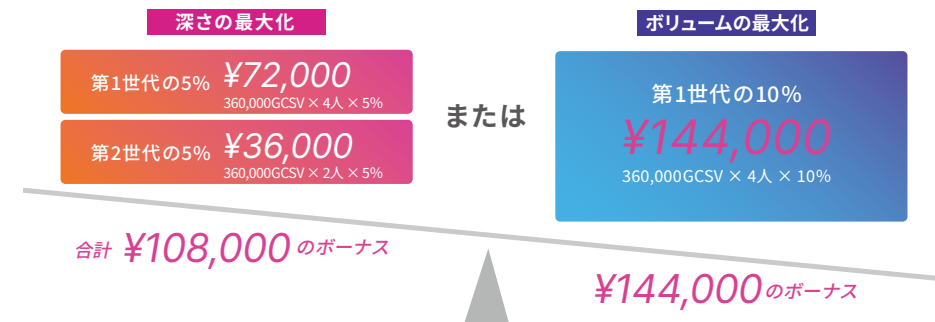 深さの最大化
第1世代の5% ¥72,000
360,000GCSV × 4人 × 5%
第2世代の5% ¥36,000
360,000GCSV × 2人 × 5%
合計 ¥108,000 のボーナス
または
ボリュームの最大化
第1世代の10%
¥144,000
360,000GCSV × 4人 × 10%
¥144,000 のボーナス